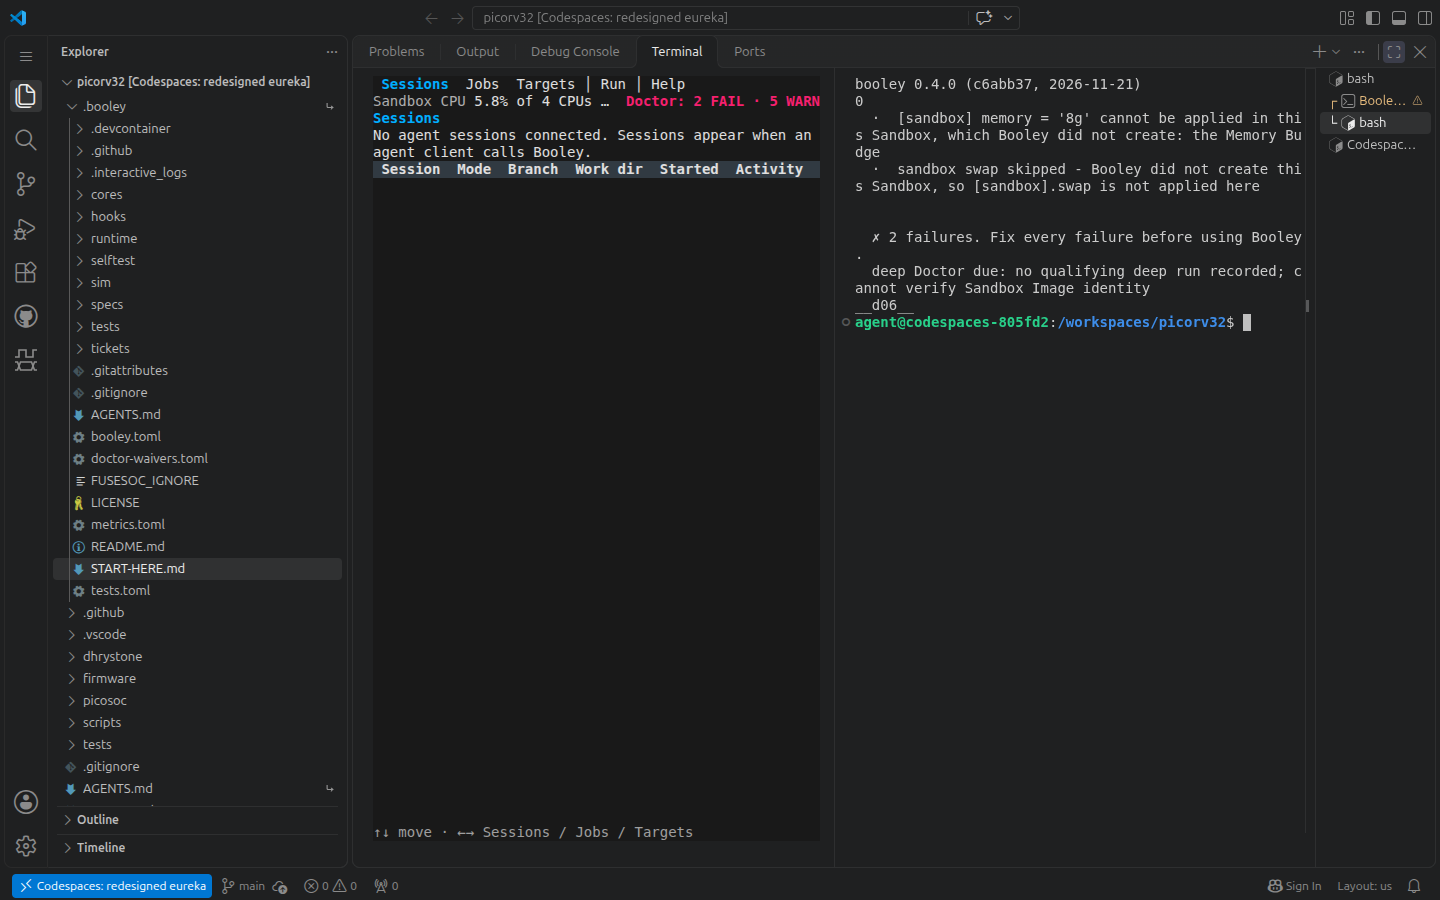 picorv32 [Codespaces: redesigned eureka]
Explorer
picorv32 [Codespaces: redesigned eureka]
.booley
.devcontainer
.github
.interactive_logs
cores
hooks
runtime
selftest
sim
specs
tests
tickets
.gitattributes
.gitignore
AGENTS.md
booley.toml
doctor-waivers.toml
FUSESOC_IGNORE
LICENSE
metrics.toml
README.md
START-HERE.md
tests.toml
.github
.vscode
dhrystone
firmware
picosoc
scripts
tests
.gitignore
AGENTS.md
Outline
Timeline
Problems Output Debug Console Terminal Ports
Sessions Jobs Targets | Run | Help
Sandbox CPU 5.8% of 4 CPUs … Doctor: 2 FAIL · 5 WARN
Sessions
No agent sessions connected. Sessions appear when an
agent client calls Booley.
Session Mode Branch Work dir Started Activity
↑↓ move · ←→ Sessions / Jobs / Targets
booley 0.4.0 (c6abb37, 2026-11-21)
0
· [sandbox] memory = '8g' cannot be applied in thi
s Sandbox, which Booley did not create: the Memory Bu
dge
· sandbox swap skipped - Booley did not create thi
s Sandbox, so [sandbox].swap is not applied here
✗ 2 failures. Fix every failure before using Booley
.
deep Doctor due: no qualifying deep run recorded; c
annot verify Sandbox Image identity
__d06__
agent@codespaces-805fd2:/workspaces/picorv32$
bash
Boole...
bash
Codespac...
Codespaces: redesigned eureka main 0 0 0 Sign In Layout: us